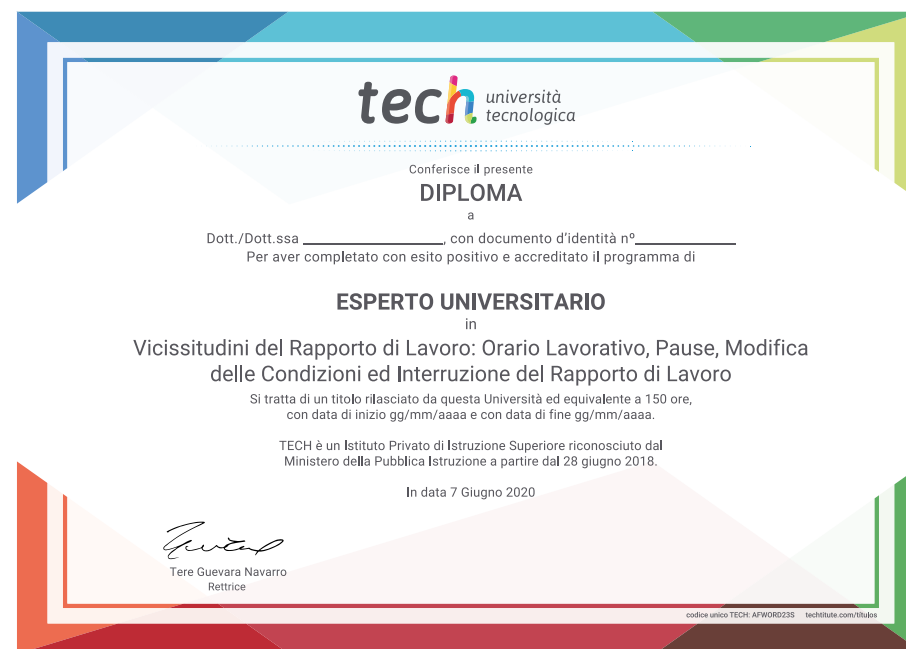 tech università
tecnologica
Conferisce il presente
DIPLOMA
a
Dott./Dott.ssa ____________________, con documento d'identità nº______________
Per aver completato con esito positivo e accreditato il programma di
ESPERTO UNIVERSITARIO
in
Vicissitudini del Rapporto di Lavoro: Orario Lavorativo, Pause, Modifica
delle Condizioni ed Interruzione del Rapporto di Lavoro
Si tratta di un titolo rilasciato da questa Università ed equivalente a 150 ore,
con data di inizio gg/mm/aaaa e con data di fine gg/mm/aaaa.
TECH è un Istituto Privato di Istruzione Superiore riconosciuto dal
Ministero della Pubblica Istruzione a partire dal 28 giugno 2018.
In data 7 Giugno 2020
Tere Guevara Navarro
Rettrice
codice unico TECH: AFWORD23S techtitute.com/títulos